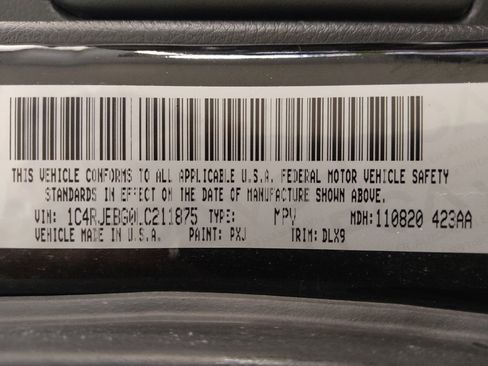 THIS VEHICLE CONFORMS TO ALL APPLICABLE U.S.A. FEDERAL MOTOR VEHICLE SAFETY
STANDARDS IN EFFECT ON THE DATE OF MANUFACTURE SHOWN ABOVE.
VIN: 1C4RJEBG0LC211875 TYPE: MPV MDH:110820 423AA
VEHICLE MADE IN U.S.A. PAINT: PXJ TRIM: DLX9